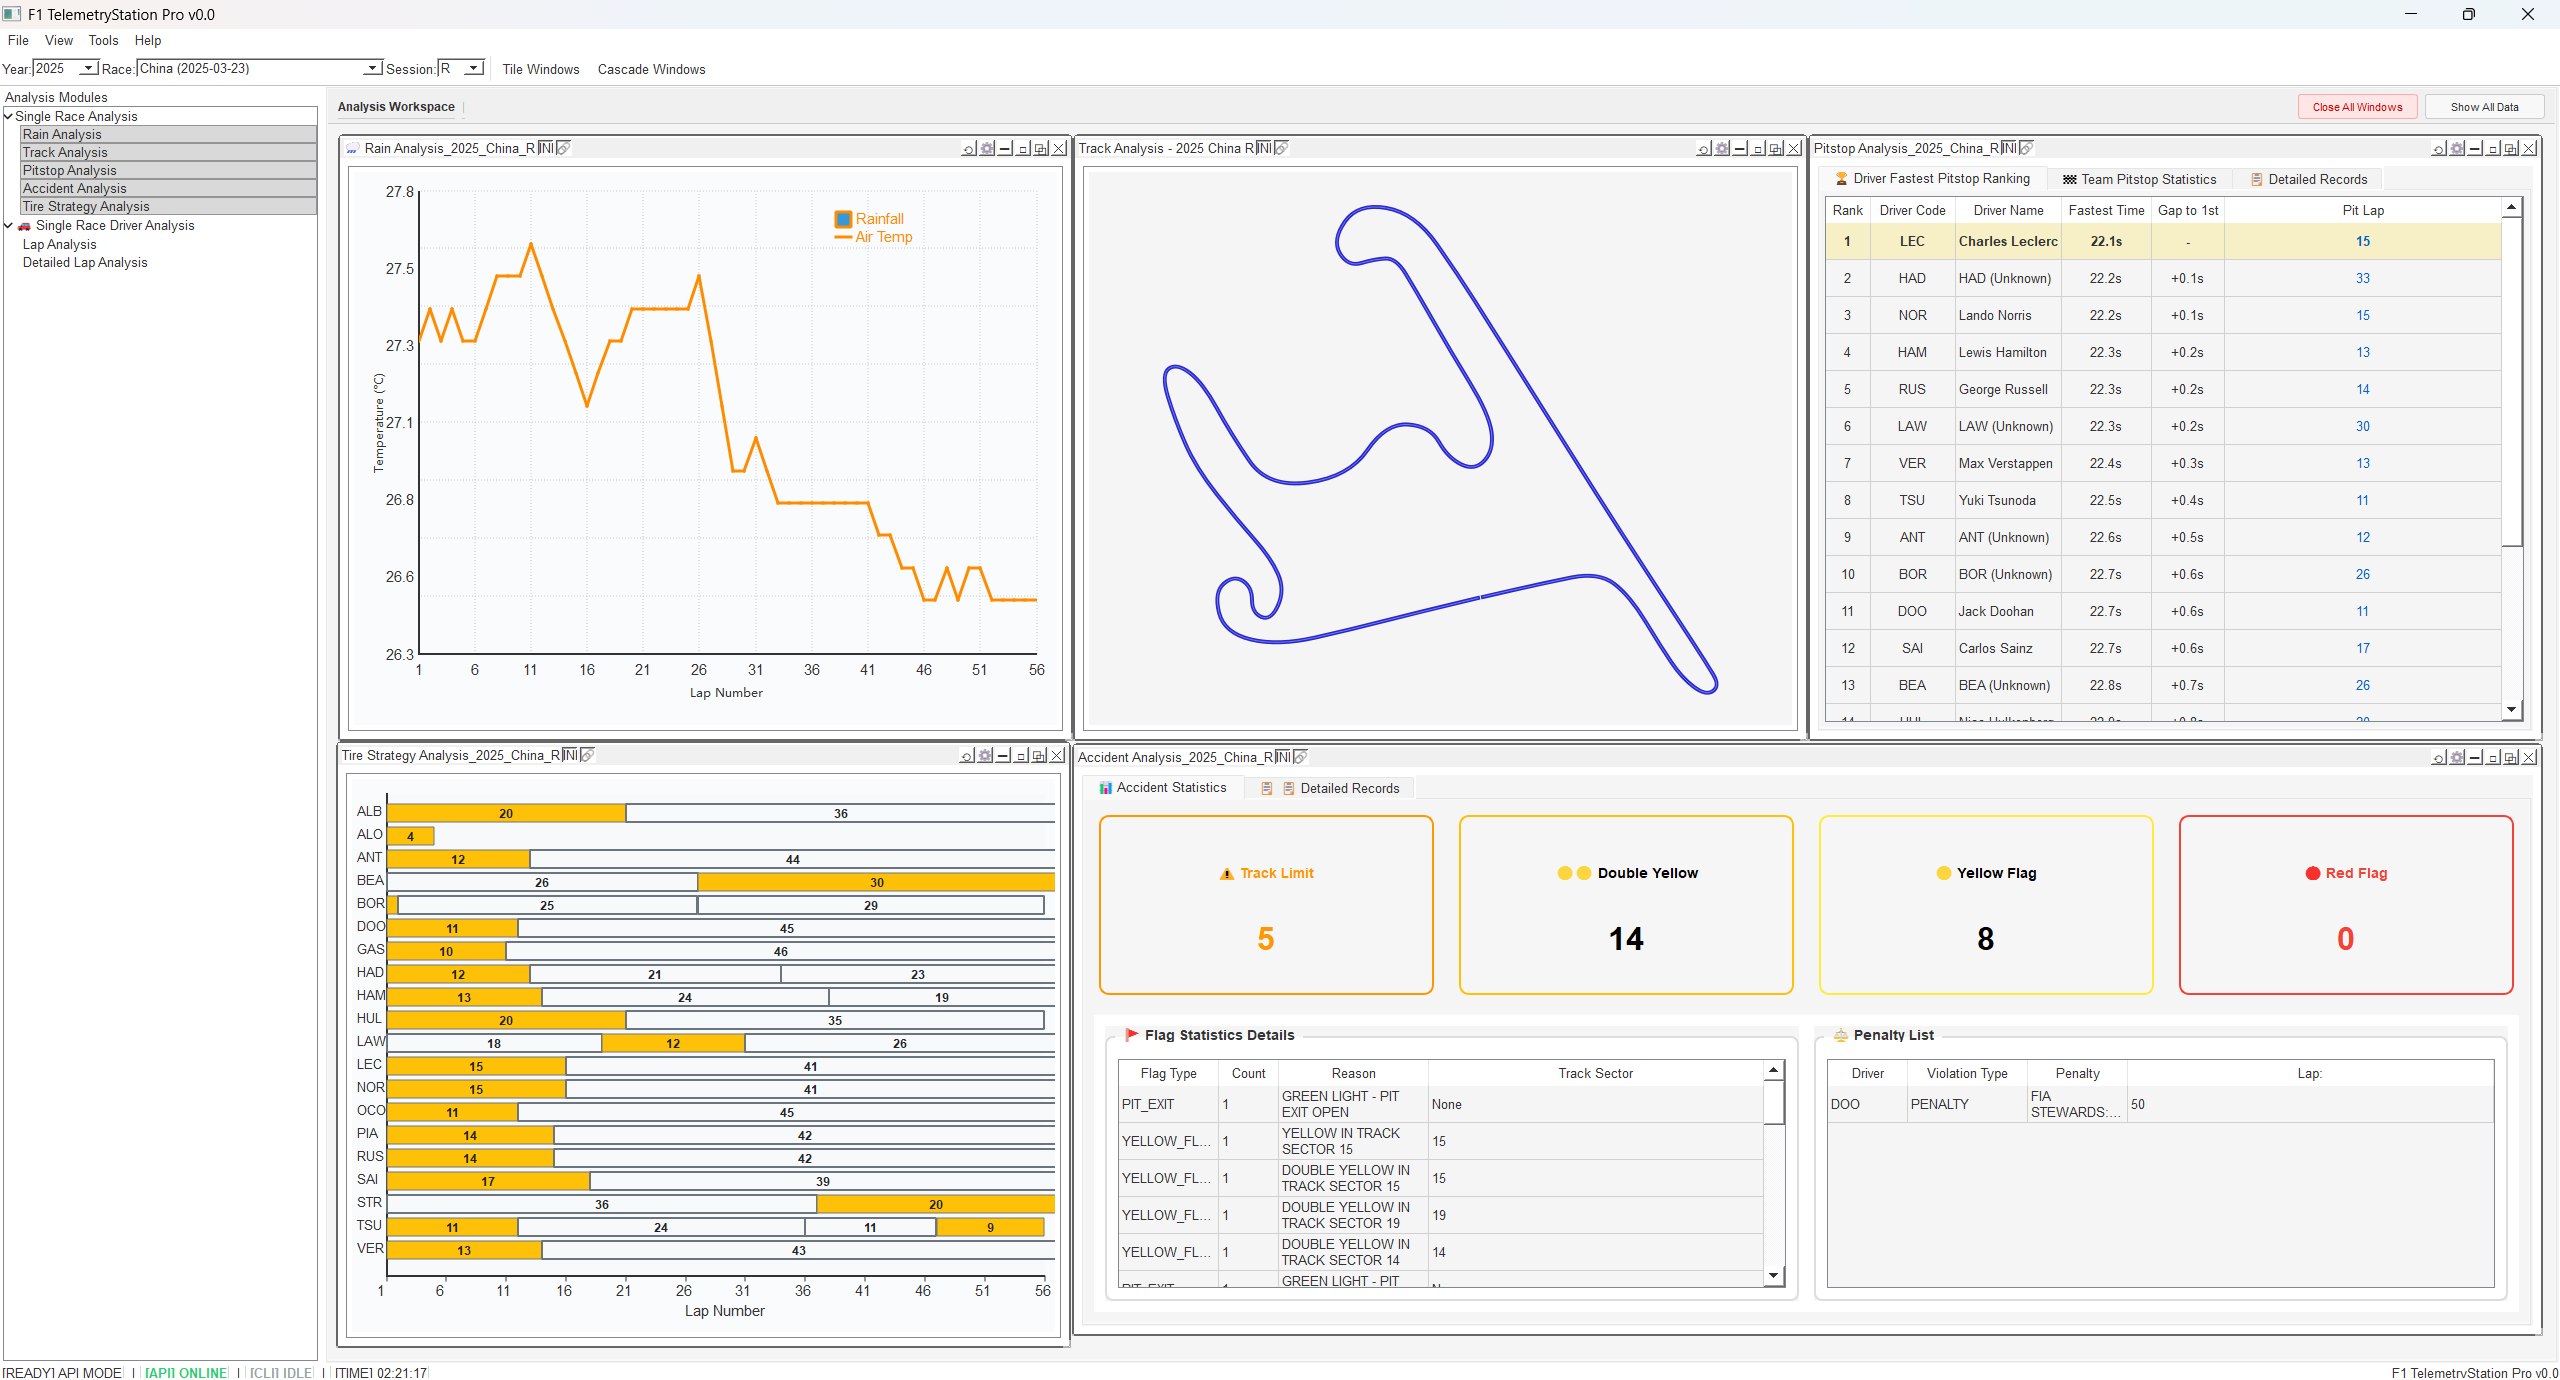 F1 TelemetryStation Pro v0.0
File View Tools Help
Year: 2025 Race: China (2025-03-23) Session: R Tile Windows Cascade Windows
Analysis Modules
Single Race Analysis
Rain Analysis
Track Analysis
Pitstop Analysis
Accident Analysis
Tire Strategy Analysis
Single Race Driver Analysis
Lap Analysis
Detailed Lap Analysis
Analysis Workspace
Close All Windows Show All Data
Rain Analysis_2025_China_R
27.8
27.5
27.3
27.1
26.8
26.6
26.3
Temperature (°C)
Rainfall
Air Temp
1 6 11 16 21 26 31 36 41 46 51 56
Lap Number
Track Analysis - 2025 China R
Pitstop Analysis_2025_China_R
Driver Fastest Pitstop Ranking Team Pitstop Statistics Detailed Records
Rank Driver Code Driver Name Fastest Time Gap to 1st Pit Lap
1 LEC Charles Leclerc 22.1s - 15
2 HAD HAD (Unknown) 22.2s +0.1s 33
3 NOR Lando Norris 22.2s +0.1s 15
4 HAM Lewis Hamilton 22.3s +0.2s 13
5 RUS George Russell 22.3s +0.2s 14
6 LAW LAW (Unknown) 22.3s +0.2s 30
7 VER Max Verstappen 22.4s +0.3s 13
8 TSU Yuki Tsunoda 22.5s +0.4s 11
9 ANT ANT (Unknown) 22.6s +0.5s 12
10 BOR BOR (Unknown) 22.7s +0.6s 26
11 DOO Jack Doohan 22.7s +0.6s 11
12 SAI Carlos Sainz 22.7s +0.6s 17
13 BEA BEA (Unknown) 22.8s +0.7s 26
Tire Strategy Analysis_2025_China_R
ALB 20 36
ALO 4
ANT 12 44
BEA 26 30
BOR 25 29
DOO 11 45
GAS 10 46
HAD 12 21 23
HAM 13 24 19
HUL 20 35
LAW 18 12 26
LEC 15 41
NOR 15 41
OCO 11 45
PIA 14 42
RUS 14 42
SAI 17 39
STR 36 20
TSU 11 24 11 9
VER 13 43
1 6 11 16 21 26 31 36 41 46 51 56
Lap Number
Accident Analysis_2025_China_R
Accident Statistics Detailed Records
Track Limit
5
Double Yellow
14
Yellow Flag
8
Red Flag
0
Flag Statistics Details
Flag Type Count Reason Track Sector
PIT_EXIT 1 GREEN LIGHT - PIT EXIT OPEN None
YELLOW_FL... 1 YELLOW IN TRACK SECTOR 15 15
YELLOW_FL... 1 DOUBLE YELLOW IN TRACK SECTOR 15 15
YELLOW_FL... 1 DOUBLE YELLOW IN TRACK SECTOR 19 19
YELLOW_FL... 1 DOUBLE YELLOW IN TRACK SECTOR 14 14
GREEN LIGHT - PIT
Penalty List
Driver Violation Type Penalty Lap:
DOO PENALTY FIA STEWARDS:... 50
[READY] API MODE | [API] ONLINE | [CLI] IDLE | [TIME] 02:21:17
F1 TelemetryStation Pro v0.0